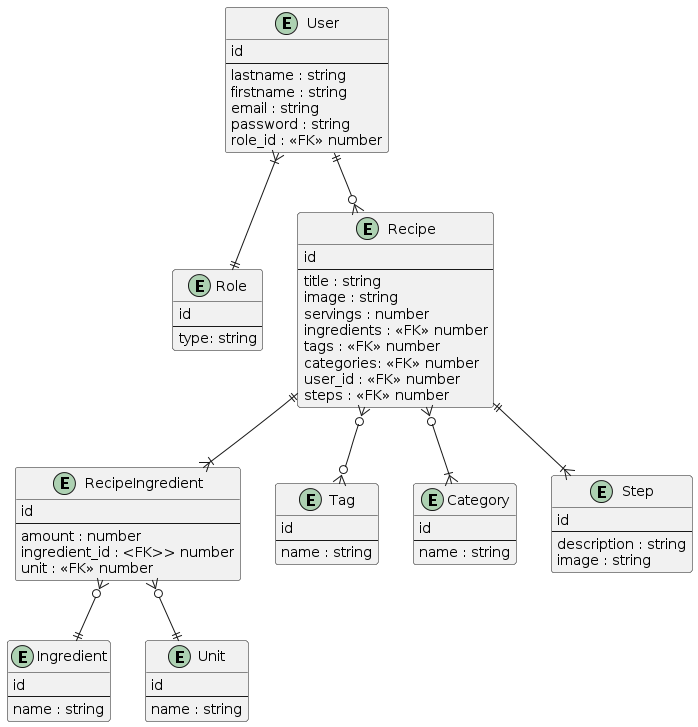 E User
id
lastname : string
firstname : string
email : string
password : string
role_id : «FK» number
E Recipe
id
title : string
image : string
servings : number
ingredients : «FK» number
tags : «FK» number
categories: «FK» number
user_id : «FK» number
steps : «FK» number
E Role
id
type: string
E RecipeIngredient
id
amount : number
ingredient_id : <FK>> number
unit : «FK» number
E Tag
id
name : string
E Category
id
name : string
E Step
id
description : string
image : string
E Ingredient
id
name : string
E Unit
id
name : string